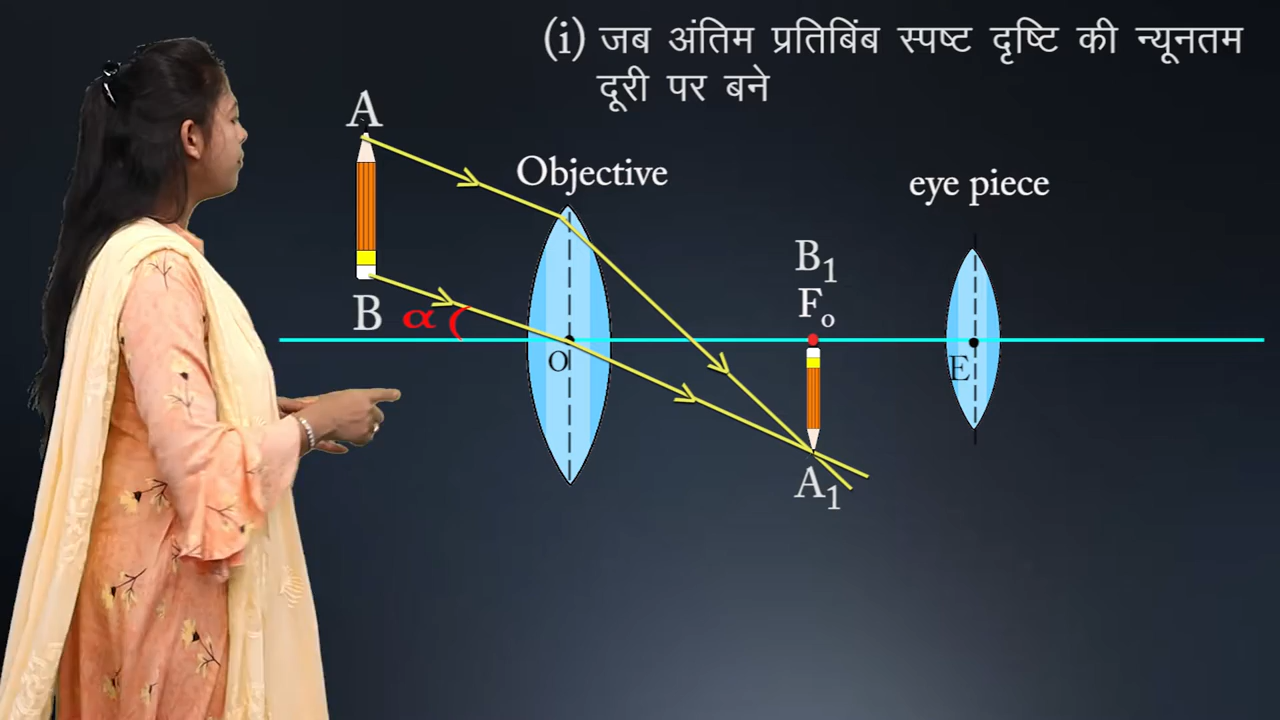 (i) जब अंतिम प्रतिबिंब स्पष्ट दृष्टि की न्यूनतम
दूरी पर बने
A
Objective
eye piece
B
α
B₁
Fₒ
O
E
A₁